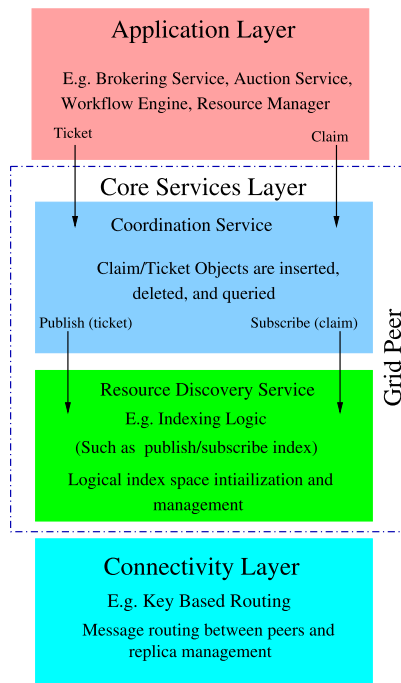 Application Layer
E.g. Brokering Service, Auction Service,
Workflow Engine, Resource Manager
Ticket
Claim
Core Services Layer
Coordination Service
Claim/Ticket Objects are inserted,
deleted, and queried
Publish (ticket)
Subscribe (claim)
Grid Peer
Resource Discovery Service
E.g. Indexing Logic
(Such as publish/subscribe index)
Logical index space intiailization and
management
Connectivity Layer
E.g. Key Based Routing
Message routing between peers and
replica management